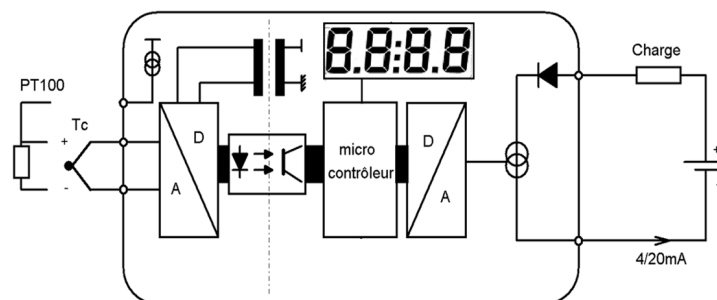 8.8:8.8
Charge
PT100
Tc
+
-
D
A
micro
contrôleur
D
A
+
-
4/20mA